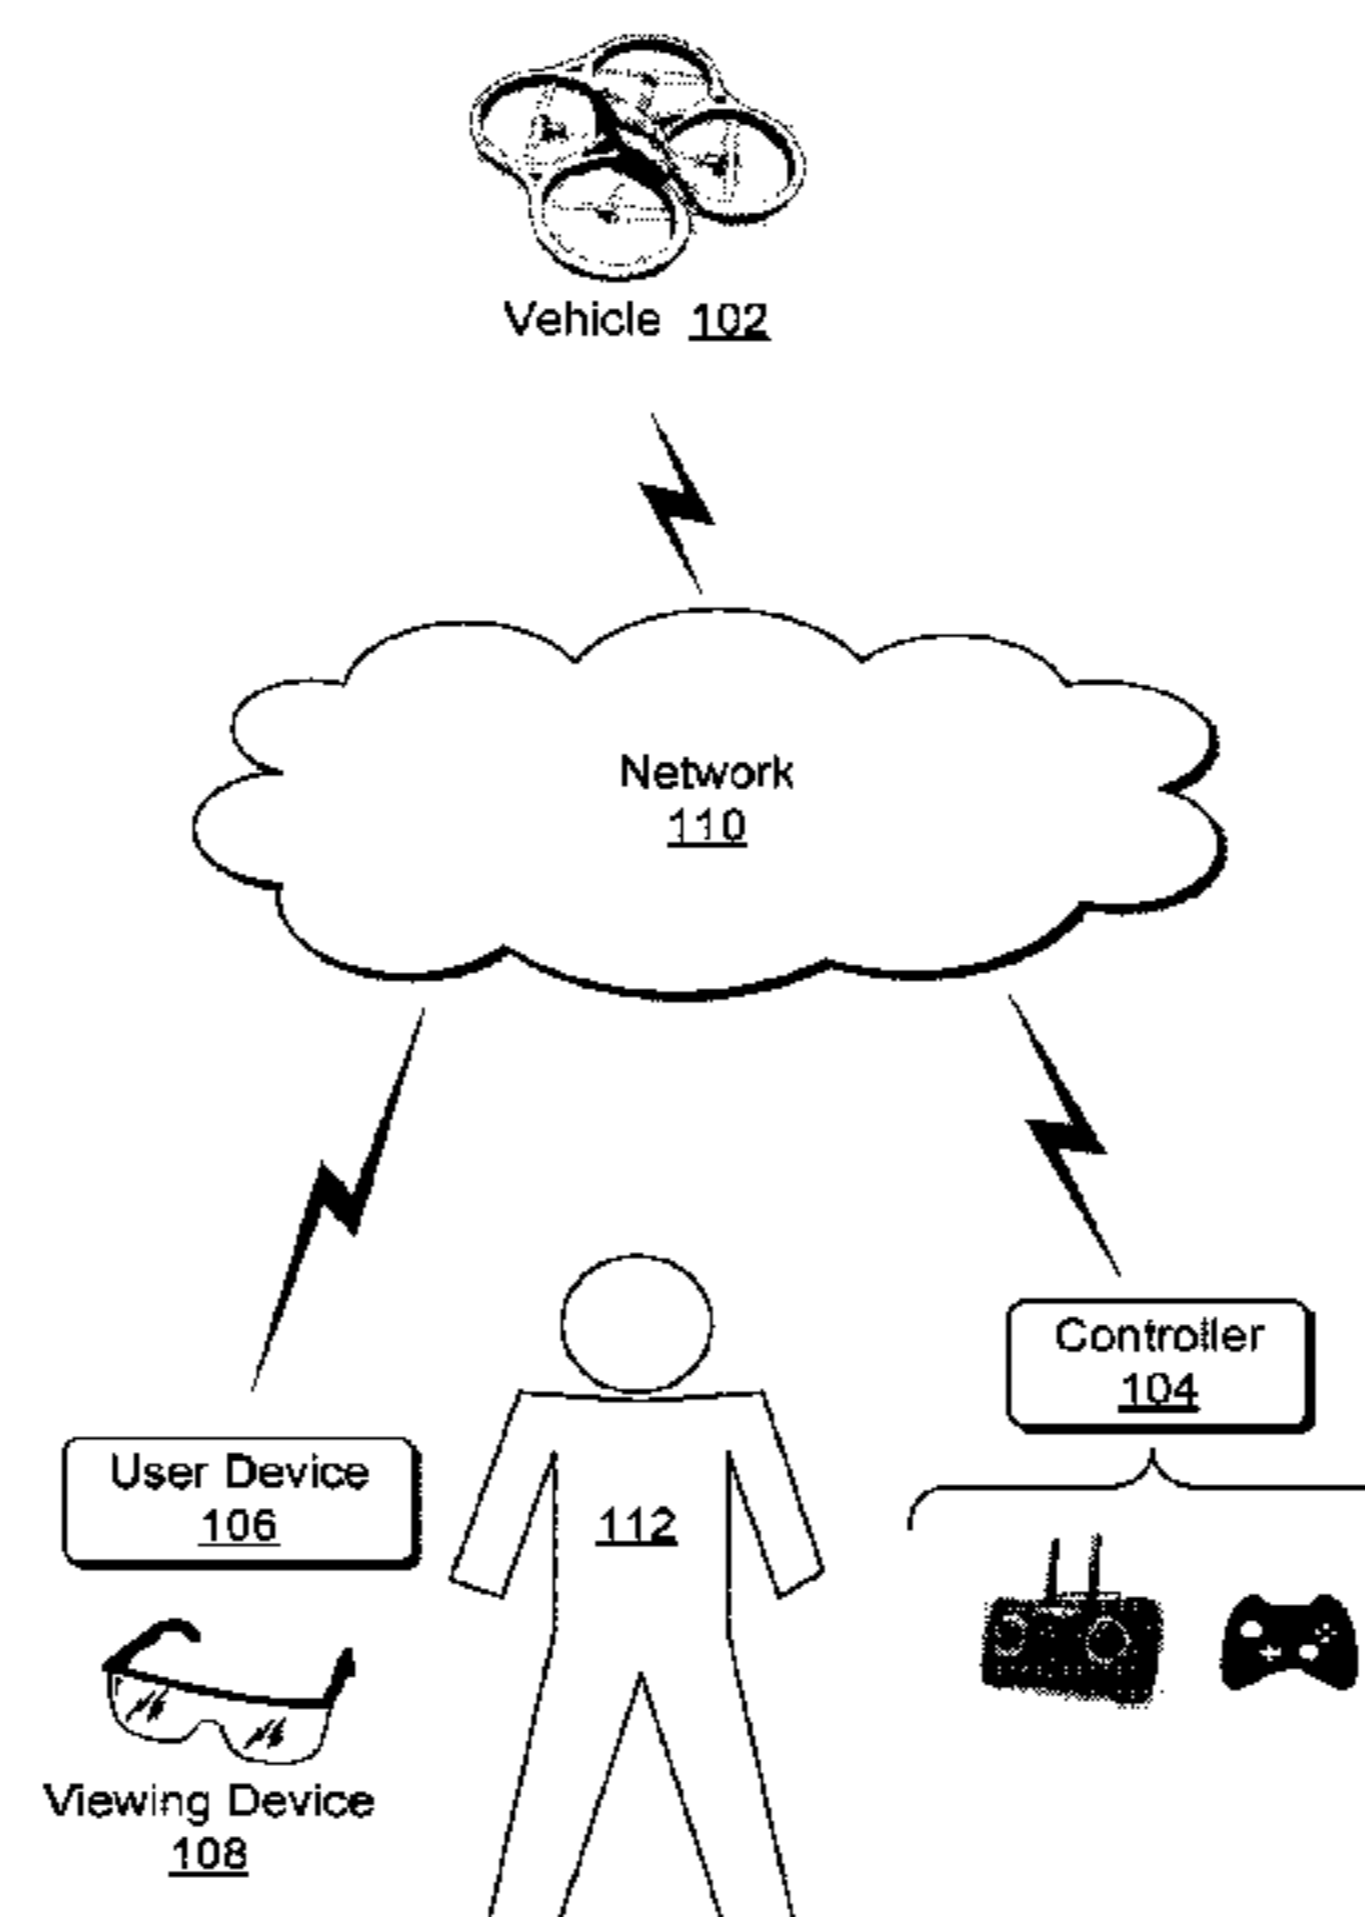 Vehicle 102
Network
110
Controller
104
User Device
106
112
Viewing Device
108